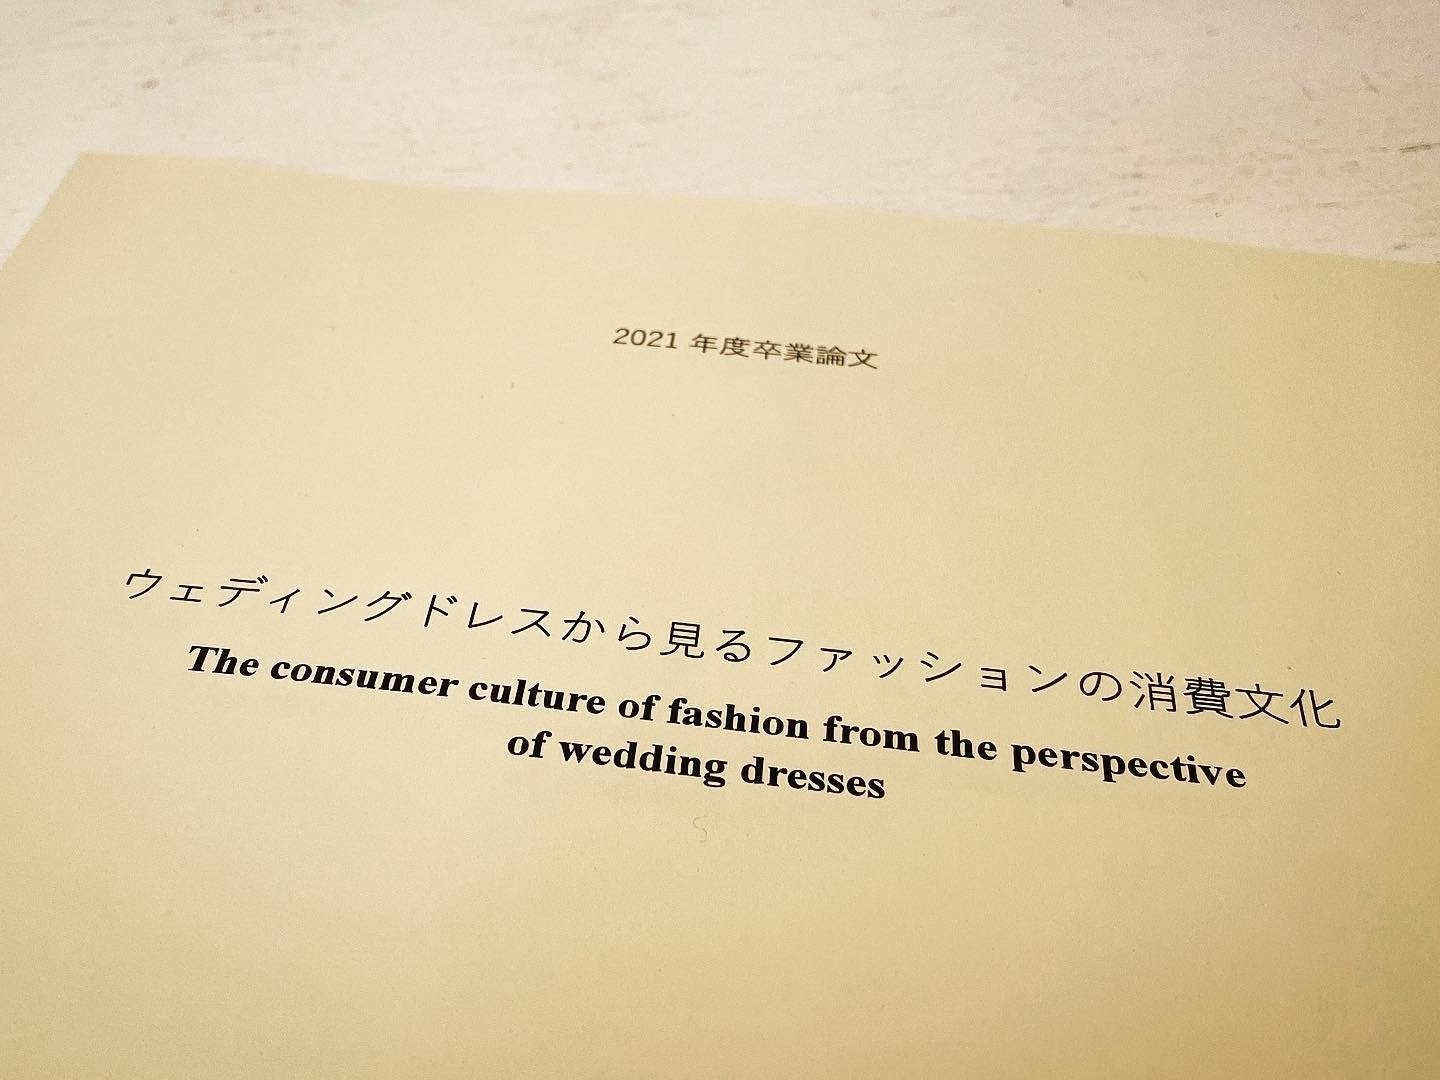 2021 年度卒業論文
ウェディングドレスから見るファッションの消費文化
The consumer culture of fashion from the perspective
of wedding dresses